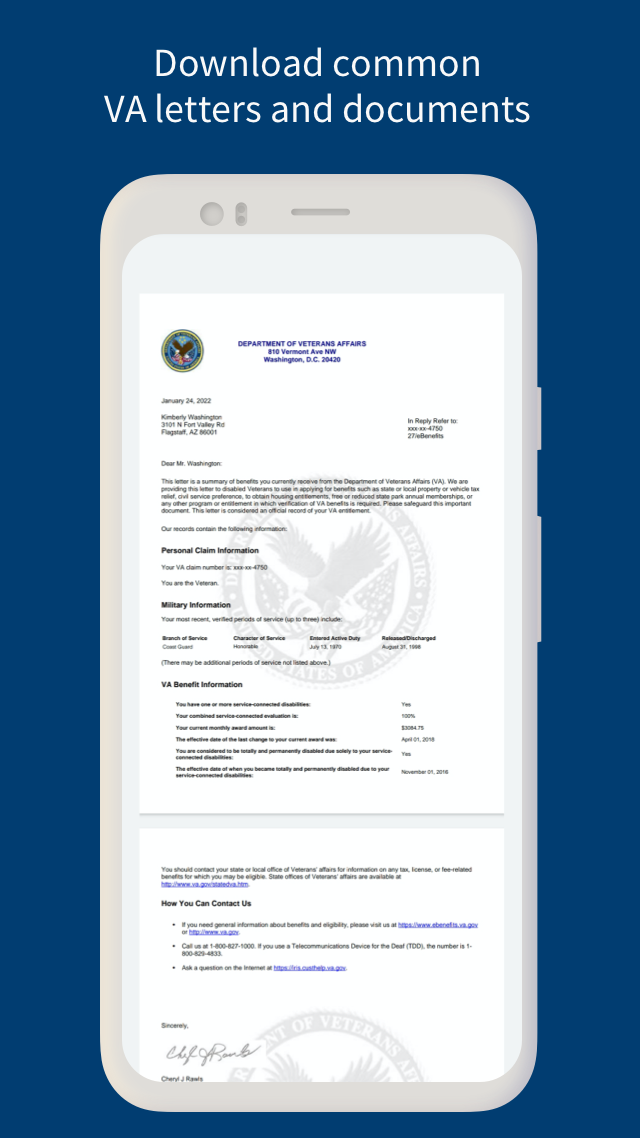 Download common
VA letters and documents
DEPARTMENT OF VETERANS AFFAIRS
810 Vermont Ave NW
Washington, D.C. 20420
January 24, 2022
Kimberly Washington
3101 N Fort Valley Rd
Flagstaff, AZ 86001
In Reply Refer to:
xxx-xx-4750
27/eBenefits
Dear Mr. Washington:
This letter is a summary of benefits you currently receive from the Department of Veterans Affairs (VA). We are
providing this letter to disabled Veterans to use in applying for benefits such as state or local property or vehicle tax
relief, civil service preference, to obtain housing entitlements, free or reduced state park annual memberships, or
any other program or entitlement in which verification of VA benefits is required. Please safeguard this important
document. This letter is considered an official record of your VA entitlement.
Our records contain the following information:
Personal Claim Information
Your VA claim number is: xxx-xx-4750
You are the Veteran.
Military Information
Your most recent, verified periods of service (up to three) include:
Branch of Service Character of Service Entered Active Duty Released/Discharged
Coast Guard Honorable July 13, 1970 August 31, 1998
(There may be additional periods of service not listed above.)
VA Benefit Information
You have one or more service-connected disabilities: Yes
Your combined service-connected evaluation is: 100%
Your current monthly award amount is: $3084.75
The effective date of the last change to your current award was: April 01, 2018
You are considered to be totally and permanently disabled due solely to your service-
connected disabilities: Yes
The effective date of when you became totally and permanently disabled due to your
service-connected disabilities: November 01, 2016
You should contact your state or local office of Veterans' affairs for information on any tax, license, or fee-related
benefits for which you may be eligible. State offices of Veterans' affairs are available at
http://www.va.gov/statedva.htm.
How You Can Contact Us
• If you need general information about benefits and eligibility, please visit us at https://www.ebenefits.va.gov
or http://www.va.gov.
• Call us at 1-800-827-1000. If you use a Telecommunications Device for the Deaf (TDD), the number is 1-
800-829-4833.
• Ask a question on the Internet at https://iris.custhelp.va.gov.
Sincerely,
Cheryl J Rawls